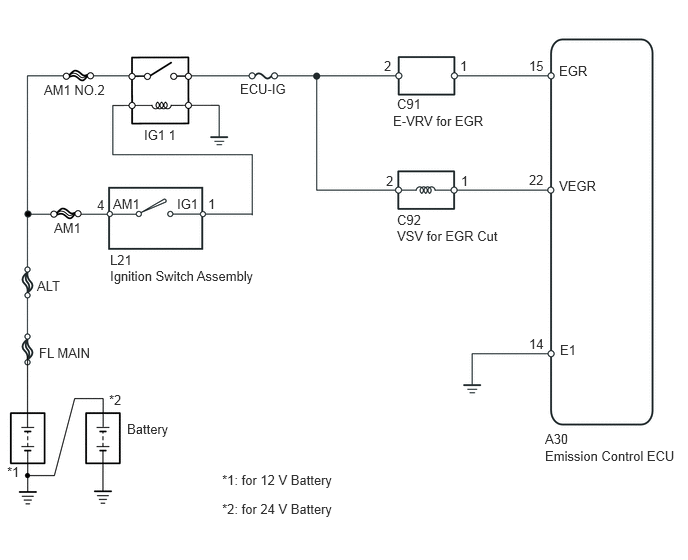 2
1
15
EGR
AM1 NO.2
ECU-IG
C91
E-VRV for EGR
IG1 1
2
1
22
VEGR
4
AM1
IG1
1
AM1
C92
VSV for EGR Cut
L21
Ignition Switch Assembly
ALT
FL MAIN
14
E1
*2
Battery
*1
A30
Emission Control ECU
*1: for 12 V Battery
*2: for 24 V Battery